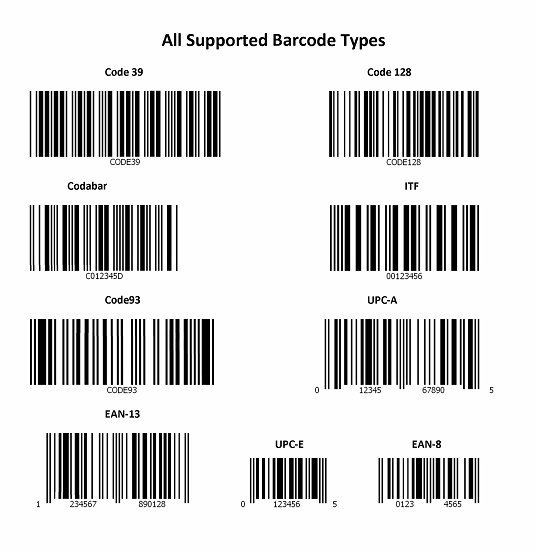 All Supported Barcode Types
Code 39
Code 128
CODE39
CODE128
Codabar
ITF
C012345D
00123456
Code93
UPC-A
CODE93
0 12345 67890 5
EAN-13
UPC-E
EAN-8
1 234567 890128
0 123456 5
0123 4565